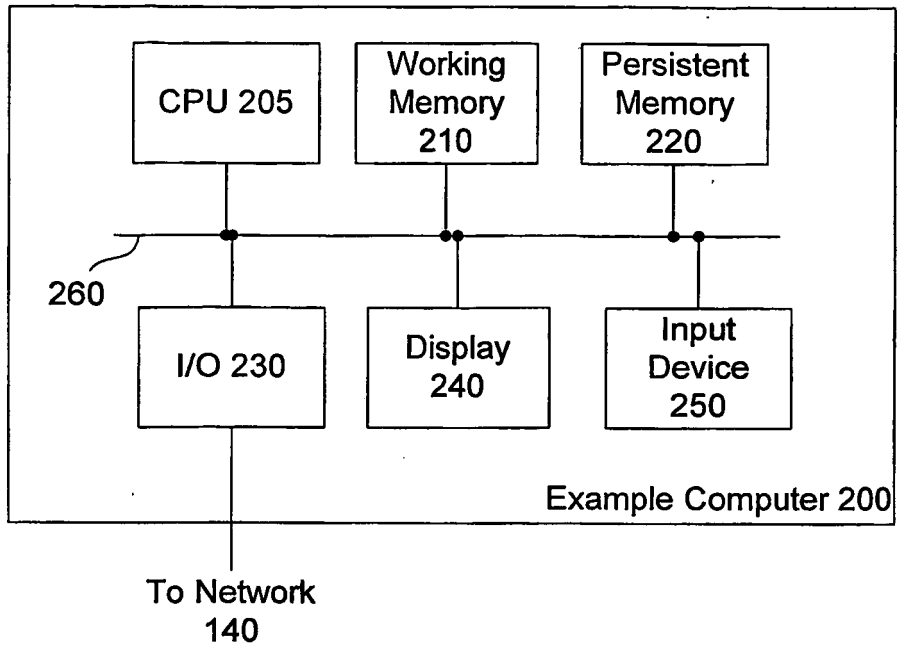 CPU 205
Working
Memory
210
Persistent
Memory
220
260
I/O 230
Display
240
Input
Device
250
Example Computer 200
To Network
140